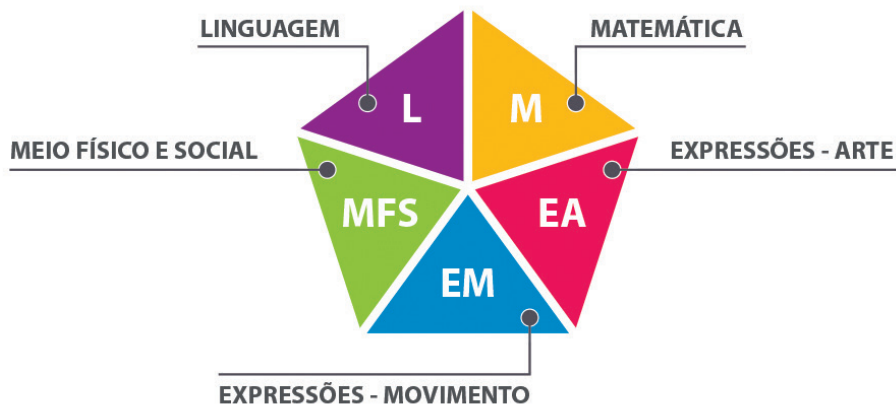 LINGUAGEM
MATEMÁTICA
L
M
MEIO FÍSICO E SOCIAL
EXPRESSÕES - ARTE
MFS
EA
EM
EXPRESSÕES - MOVIMENTO